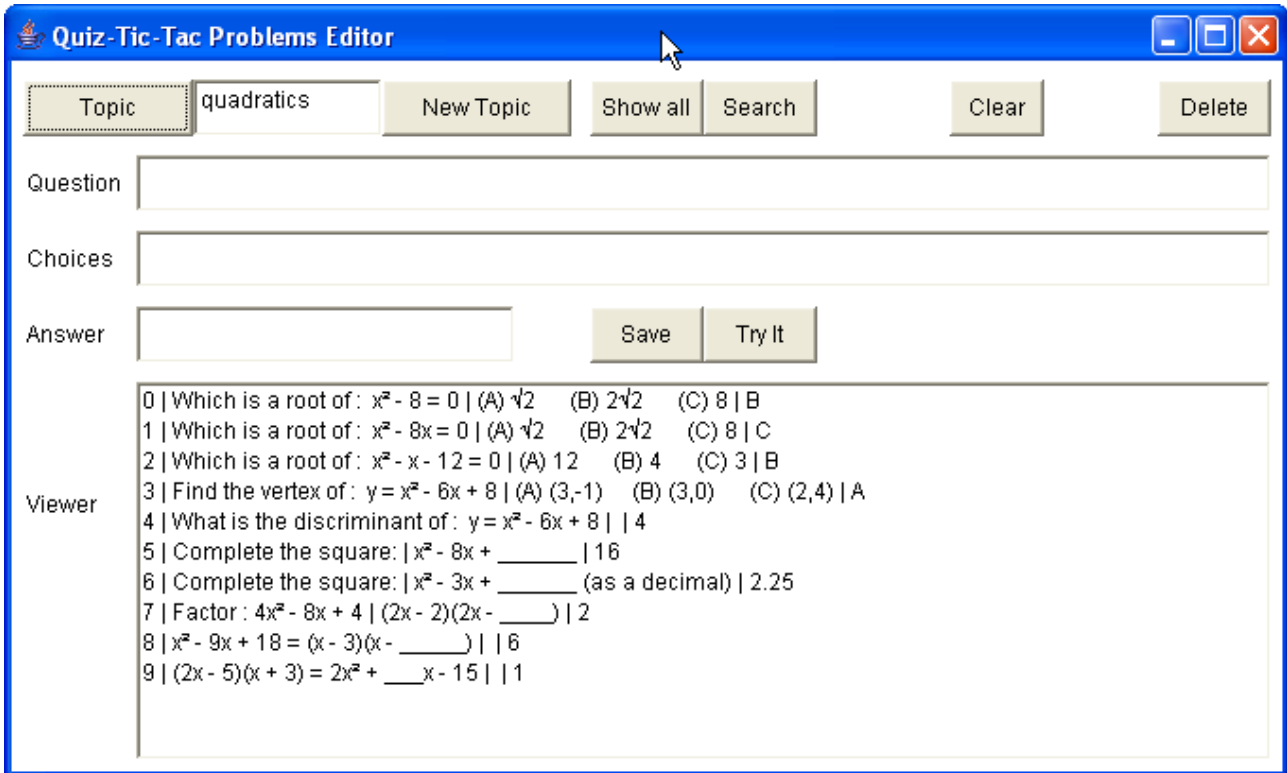 Quiz-Tic-Tac Problems Editor
Topic quadratics New Topic Show all Search Clear Delete
Question
Choices
Answer Save Try It
Viewer
0 | Which is a root of : x² - 8 = 0 | (A) √2 (B) 2√2 (C) 8 | B
1 | Which is a root of : x² - 8x = 0 | (A) √2 (B) 2√2 (C) 8 | C
2 | Which is a root of : x² - x - 12 = 0 | (A) 12 (B) 4 (C) 3 | B
3 | Find the vertex of : y = x² - 6x + 8 | (A) (3,-1) (B) (3,0) (C) (2,4) | A
4 | What is the discriminant of : y = x² - 6x + 8 | | 4
5 | Complete the square: | x² - 8x + _______ | 16
6 | Complete the square: | x² - 3x + _______ (as a decimal) | 2.25
7 | Factor : 4x² - 8x + 4 | (2x - 2)(2x - _____) | 2
8 | x² - 9x + 18 = (x - 3)(x - ______) | | 6
9 | (2x - 5)(x + 3) = 2x² + ___x - 15 | | 1